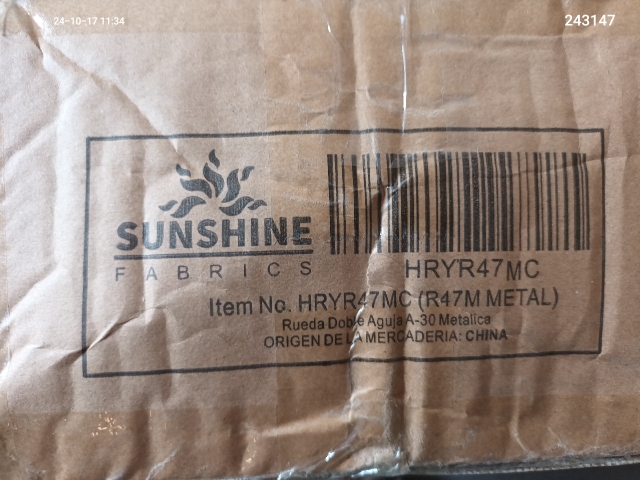 24-10-17 11:34
243147
SUNSHINE
FABRICS
HRYR47MC
Item No. HRYR47MC (R47M METAL)
Rueda Doble Aguja A-30 Metalica
ORIGEN DE LA MERCADERIA: CHINA